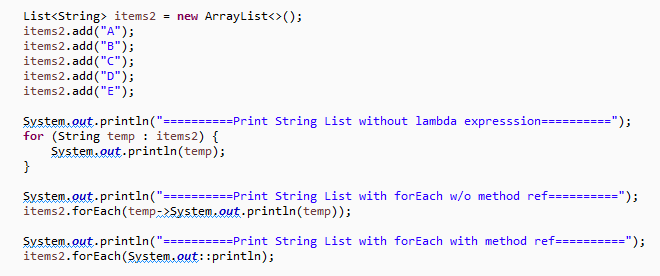 List<String> items2 = new ArrayList<>();
items2.add("A");
items2.add("B");
items2.add("C");
items2.add("D");
items2.add("E");
System.out.println("==========Print String List without lambda expresssion==========");
for (String temp : items2) {
System.out.println(temp);
}
System.out.println("==========Print String List with forEach w/o method ref==========");
items2.forEach(temp->System.out.println(temp));
System.out.println("==========Print String List with forEach with method ref==========");
items2.forEach(System.out::println);